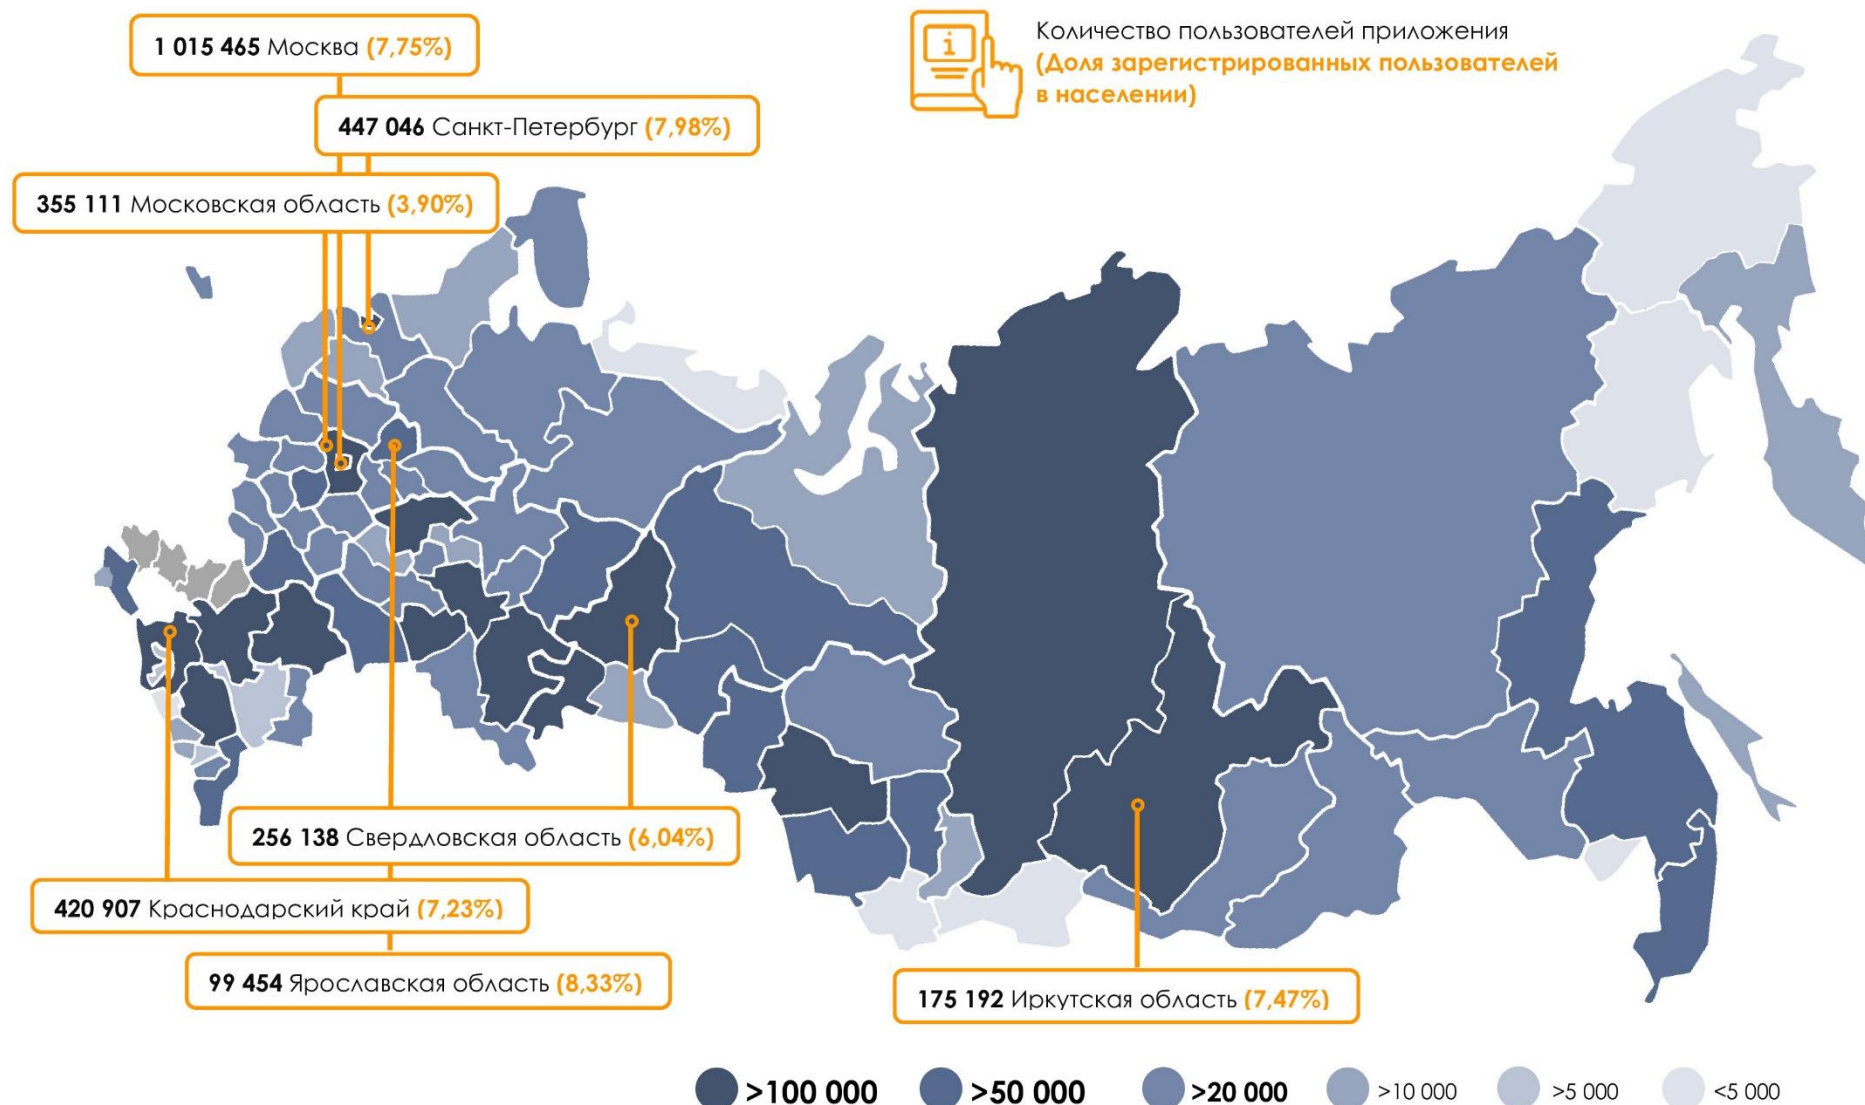 1 015 465 Москва (7,75%)
Количество пользователей приложения
(Доля зарегистрированных пользователей
в населении)
i
447 046 Санкт-Петербург (7,98%)
355 111 Московская область (3,90%)
256 138 Свердловская область (6,04%)
420 907 Краснодарский край (7,23%)
99 454 Ярославская область (8,33%)
175 192 Иркутская область (7,47%)
>100 000 >50 000 >20 000 >10 000 >5 000 <5 000